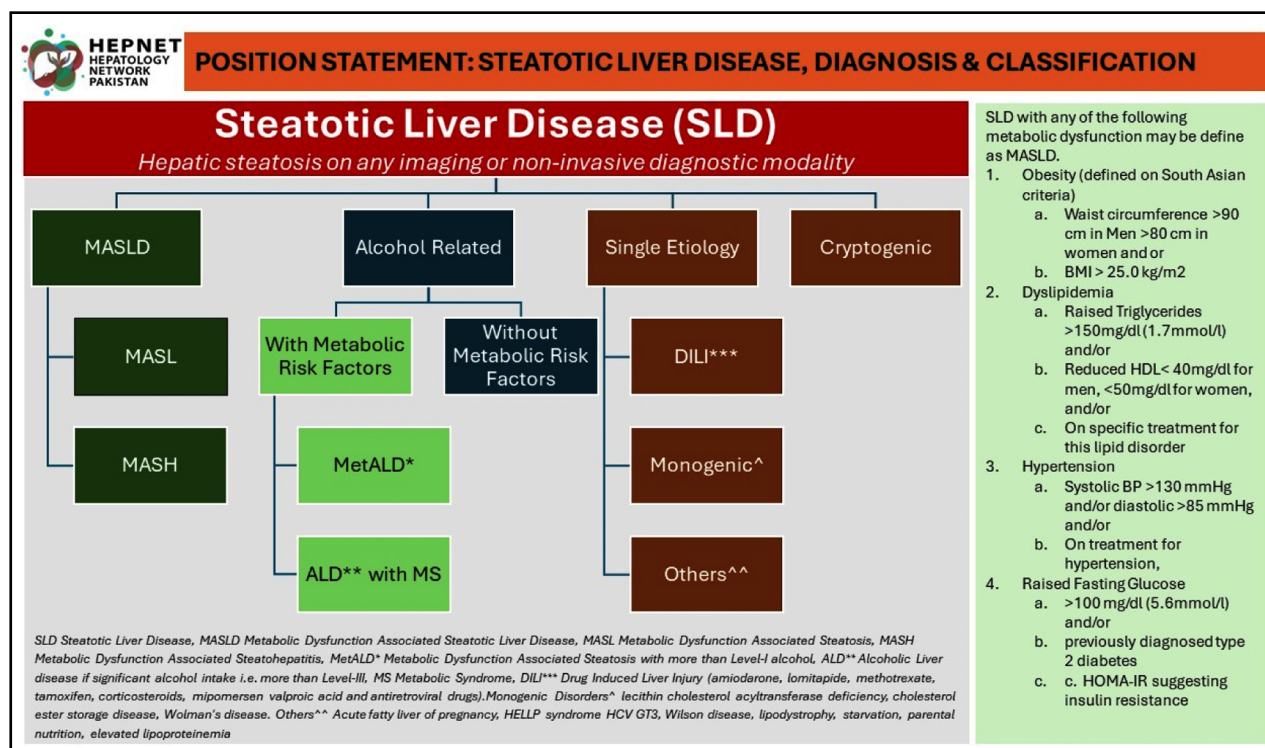 HEPNET
HEPATOLOGY
NETWORK
PAKISTAN
POSITION STATEMENT: STEATOTIC LIVER DISEASE, DIAGNOSIS & CLASSIFICATION
Steatotic Liver Disease (SLD)
Hepatic steatosis on any imaging or non-invasive diagnostic modality
MASLD
Alcohol Related
Single Etiology
Cryptogenic
MASL
With Metabolic
Risk Factors
Without
Metabolic Risk
Factors
DILI***
MASH
MetALD*
Monogenic^
ALD** with MS
Others^^
SLD Steatotic Liver Disease, MASLD Metabolic Dysfunction Associated Steatotic Liver Disease, MASL Metabolic Dysfunction Associated Steatosis, MASH
Metabolic Dysfunction Associated Steatohepatitis, MetALD* Metabolic Dysfunction Associated Steatosis with more than Level-I alcohol, ALD** Alcoholic Liver
disease if significant alcohol intake i.e. more than Level-III, MS Metabolic Syndrome, DILI*** Drug Induced Liver Injury (amiodarone, lomitapide, methotrexate,
tamoxifen, corticosteroids, mipomersen valproic acid and antiretroviral drugs).Monogenic Disorders^ lecithin cholesterol acyltransferase deficiency, cholesterol
ester storage disease, Wolman's disease. Others^^ Acute fatty liver of pregnancy, HELLP syndrome HCV GT3, Wilson disease, lipodystrophy, starvation, parental
nutrition, elevated lipoproteinemia
SLD with any of the following
metabolic dysfunction may be define
as MASLD.
1. Obesity (defined on South Asian
criteria)
a. Waist circumference >90
cm in Men >80 cm in
women and or
b. BMI > 25.0 kg/m2
2. Dyslipidemia
a. Raised Triglycerides
>150mg/dl (1.7mmol/l)
and/or
b. Reduced HDL< 40mg/dl for
men, <50mg/dl for women,
and/or
c. On specific treatment for
this lipid disorder
3. Hypertension
a. Systolic BP >130 mmHg
and/or diastolic >85 mmHg
and/or
b. On treatment for
hypertension,
4. Raised Fasting Glucose
a. >100 mg/dl (5.6mmol/l)
and/or
b. previously diagnosed type
2 diabetes
c. c. HOMA-IR suggesting
insulin resistance